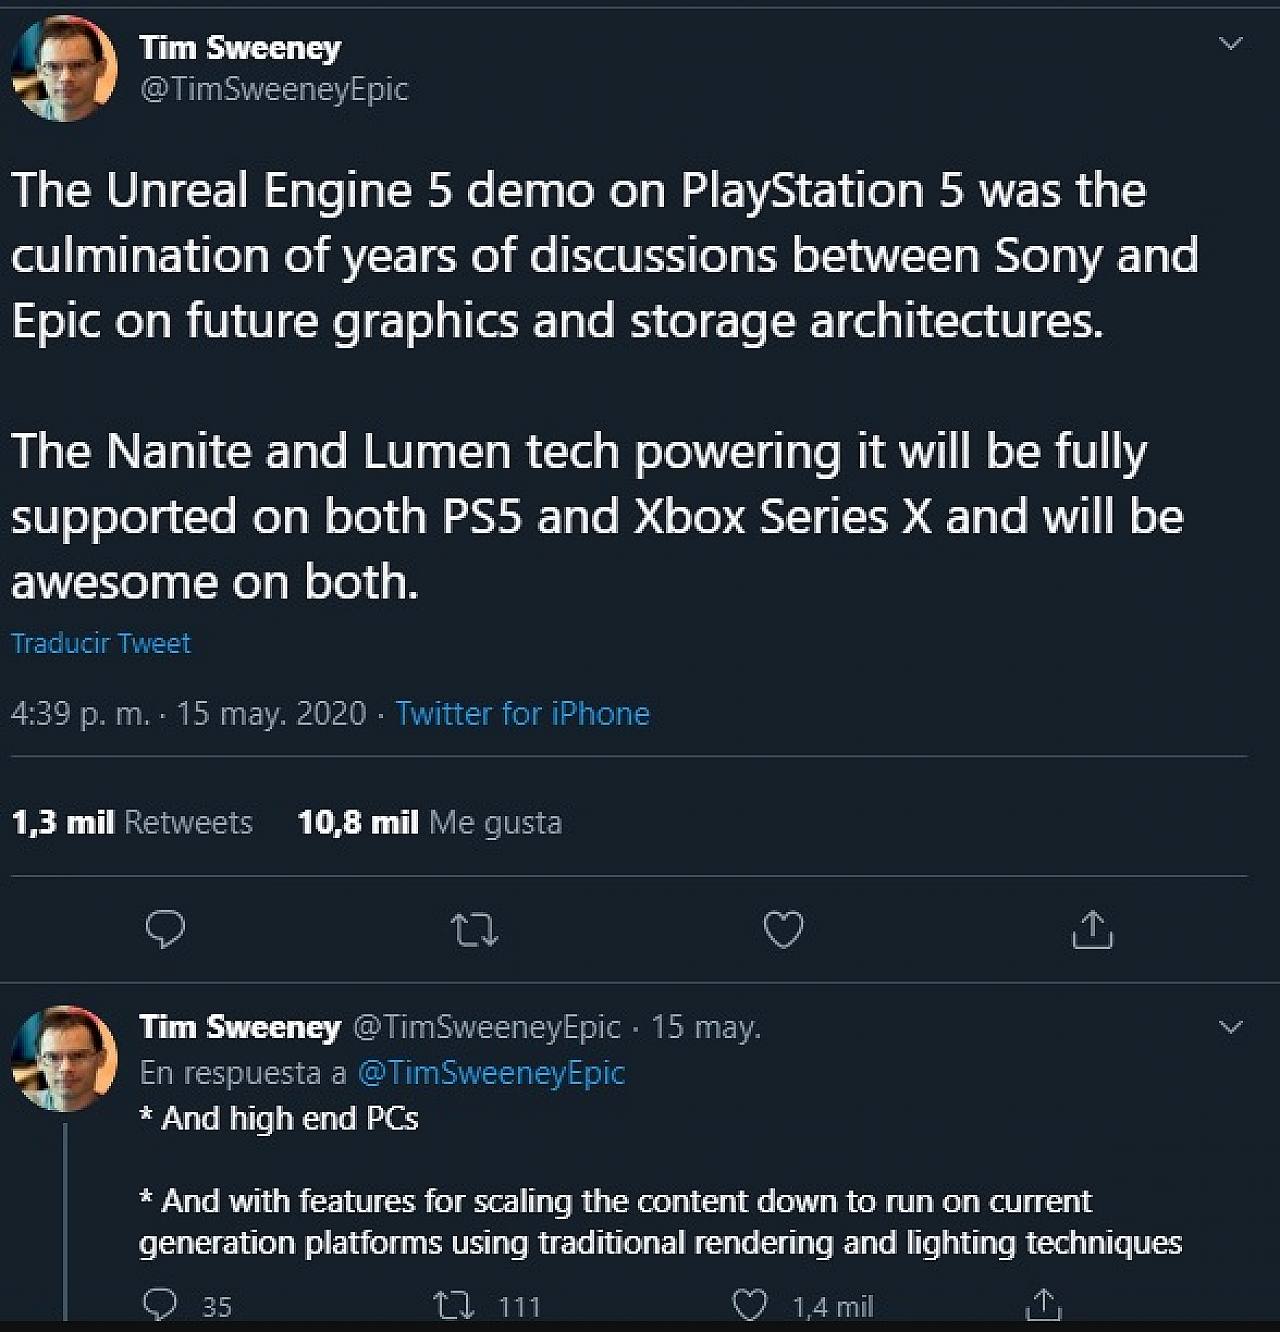 Tim Sweeney
@TimSweeneyEpic
The Unreal Engine 5 demo on PlayStation 5 was the
culmination of years of discussions between Sony and
Epic on future graphics and storage architectures.
The Nanite and Lumen tech powering it will be fully
supported on both PS5 and Xbox Series X and will be
awesome on both.
Traducir Tweet
4:39 p. m. · 15 may. 2020 · Twitter for iPhone
1,3 mil Retweets 10,8 mil Me gusta
Tim Sweeney @TimSweeneyEpic · 15 may.
En respuesta a @TimSweeneyEpic
* And high end PCs
* And with features for scaling the content down to run on current
generation platforms using traditional rendering and lighting techniques
35 111 1,4 mil